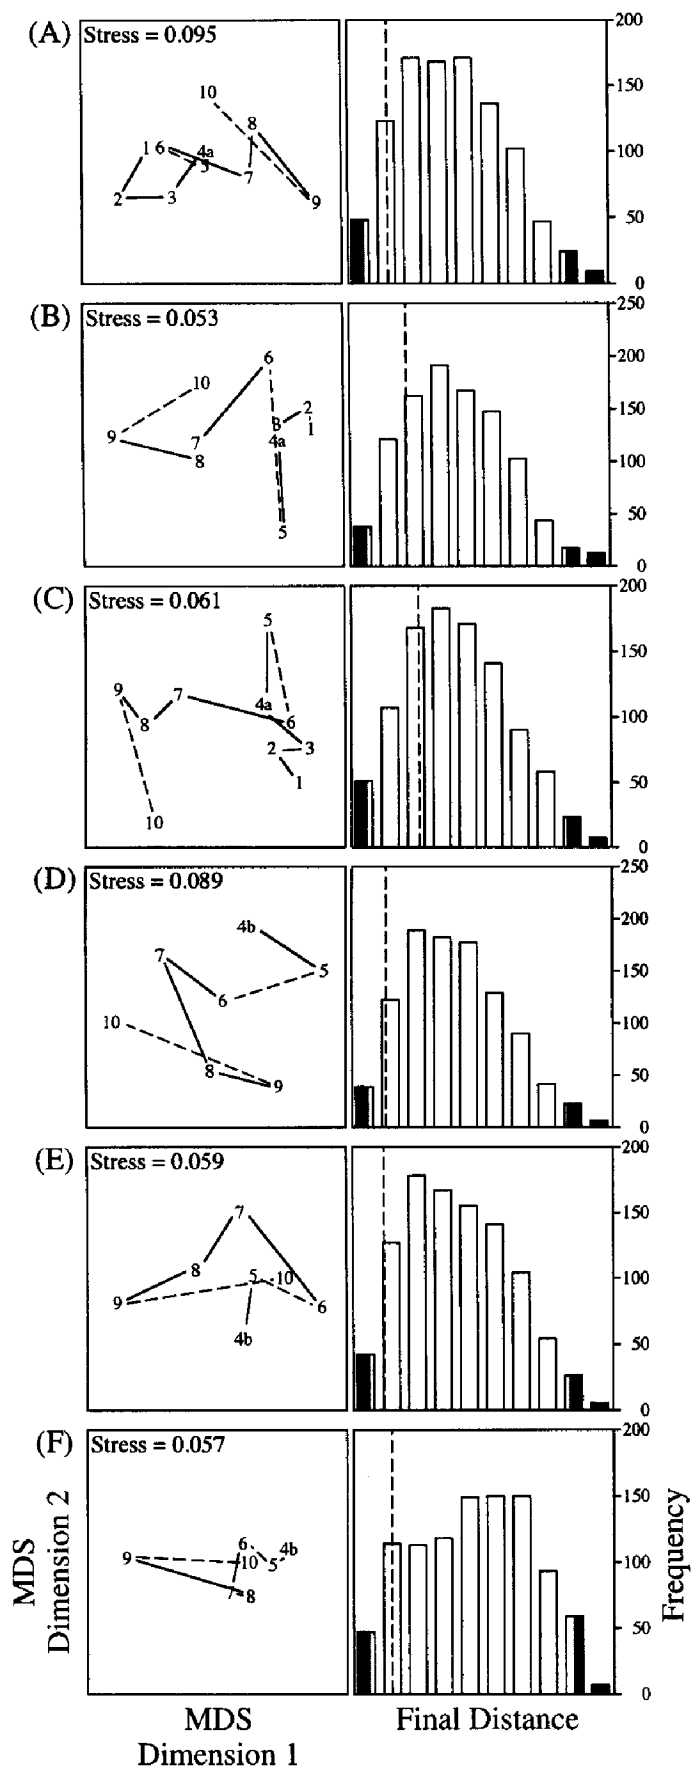 (A)
Stress = 0.095
10
8
1 6 4a
5
7
2 3 9
200
150
100
50
0
(B)
Stress = 0.053
6
10
2
3
1
9 7 4a
8
5
250
200
150
100
50
0
(C)
Stress = 0.061
5
9 7
4a
8 6
2 3
1
10
200
150
100
50
0
(D)
Stress = 0.089
4b
7
5
6
10
8
9
250
200
150
100
50
0
(E)
Stress = 0.059
7
8
5 10
9 6
4b
200
150
100
50
0
(F)
Stress = 0.057
6 4b
9 10 5
7 8
200
150
100
50
0
MDS
Dimension 2
Frequency
MDS
Dimension 1
Final Distance